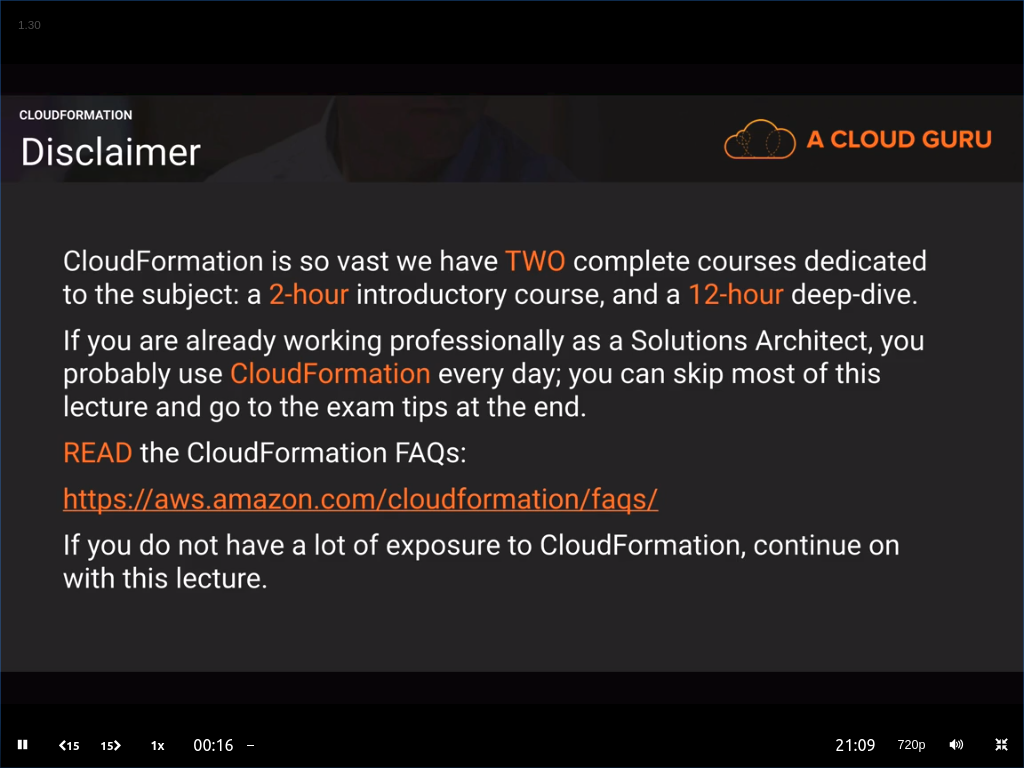 1.30
CLOUDFORMATION
Disclaimer
A CLOUD GURU
CloudFormation is so vast we have TWO complete courses dedicated
to the subject: a 2-hour introductory course, and a 12-hour deep-dive.
If you are already working professionally as a Solutions Architect, you
probably use CloudFormation every day; you can skip most of this
lecture and go to the exam tips at the end.
READ the CloudFormation FAQs:
https://aws.amazon.com/cloudformation/faqs/
If you do not have a lot of exposure to CloudFormation, continue on
with this lecture.
15 15 1x 00:16 21:09 720p